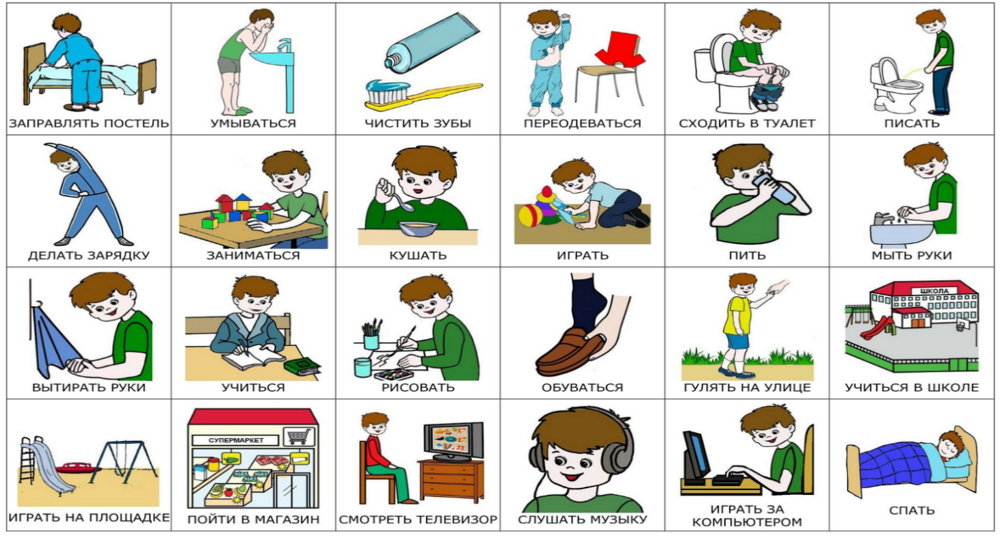 ЗАПРАВЛЯТЬ ПОСТЕЛЬ
УМЫВАТЬСЯ
ЧИСТИТЬ ЗУБЫ
ПЕРЕОДЕВАТЬСЯ
СХОДИТЬ В ТУАЛЕТ
ПИСАТЬ
ДЕЛАТЬ ЗАРЯДКУ
ЗАНИМАТЬСЯ
КУШАТЬ
ИГРАТЬ
ПИТЬ
МЫТЬ РУКИ
ВЫТИРАТЬ РУКИ
УЧИТЬСЯ
РИСОВАТЬ
ОБУВАТЬСЯ
ГУЛЯТЬ НА УЛИЦЕ
ШКОЛА
УЧИТЬСЯ В ШКОЛЕ
ИГРАТЬ НА ПЛОЩАДКЕ
СУПЕРМАРКЕТ
ПОЙТИ В МАГАЗИН
СМОТРЕТЬ ТЕЛЕВИЗОР
СЛУШАТЬ МУЗЫКУ
ИГРАТЬ ЗА
КОМПЬЮТЕРОМ
СПАТЬ